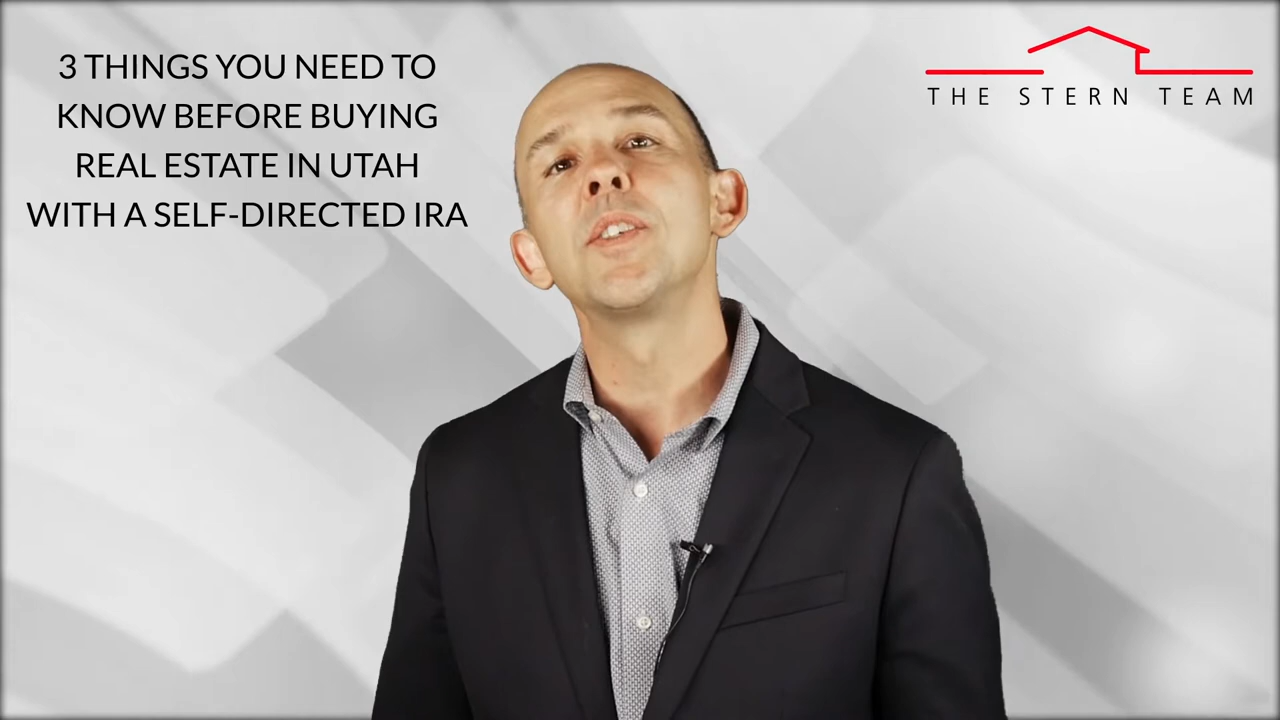 3 THINGS YOU NEED TO
KNOW BEFORE BUYING
REAL ESTATE IN UTAH
WITH A SELF-DIRECTED IRA
THE STERN TEAM